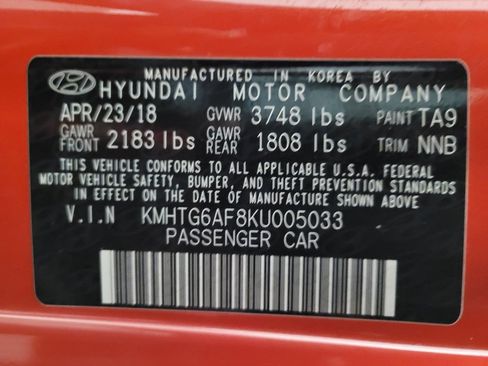 MANUFACTURED IN KOREA BY
HYUNDAI MOTOR COMPANY
APR/23/18 GVWR 3748 lbs PAINT TA9
GAWR FRONT 2183 lbs GAWR REAR 1808 lbs TRIM NNB
THIS VEHICLE CONFORMS TO ALL APPLICABLE U.S.A. FEDERAL
MOTOR VEHICLE SAFETY, BUMPER, AND THEFT PREVENTION STANDARDS
IN EFFECT ON THE DATE OF MANUFACTURE SHOWN ABOVE.
V.I.N KMHTG6AF8KU005033
PASSENGER CAR